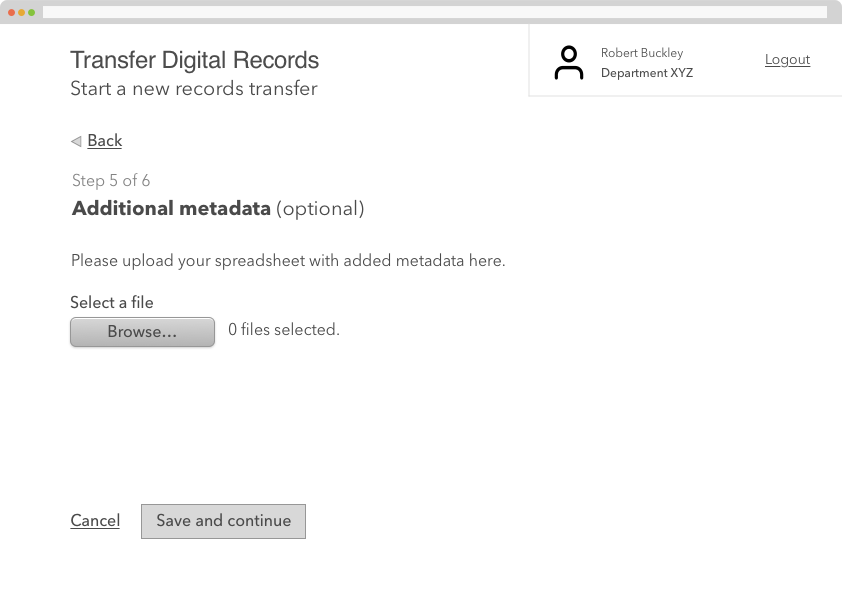 Transfer Digital Records
Start a new records transfer
Robert Buckley
Department XYZ
Logout
Back
Step 5 of 6
Additional metadata (optional)
Please upload your spreadsheet with added metadata here.
Select a file
Browse...
0 files selected.
Cancel
Save and continue